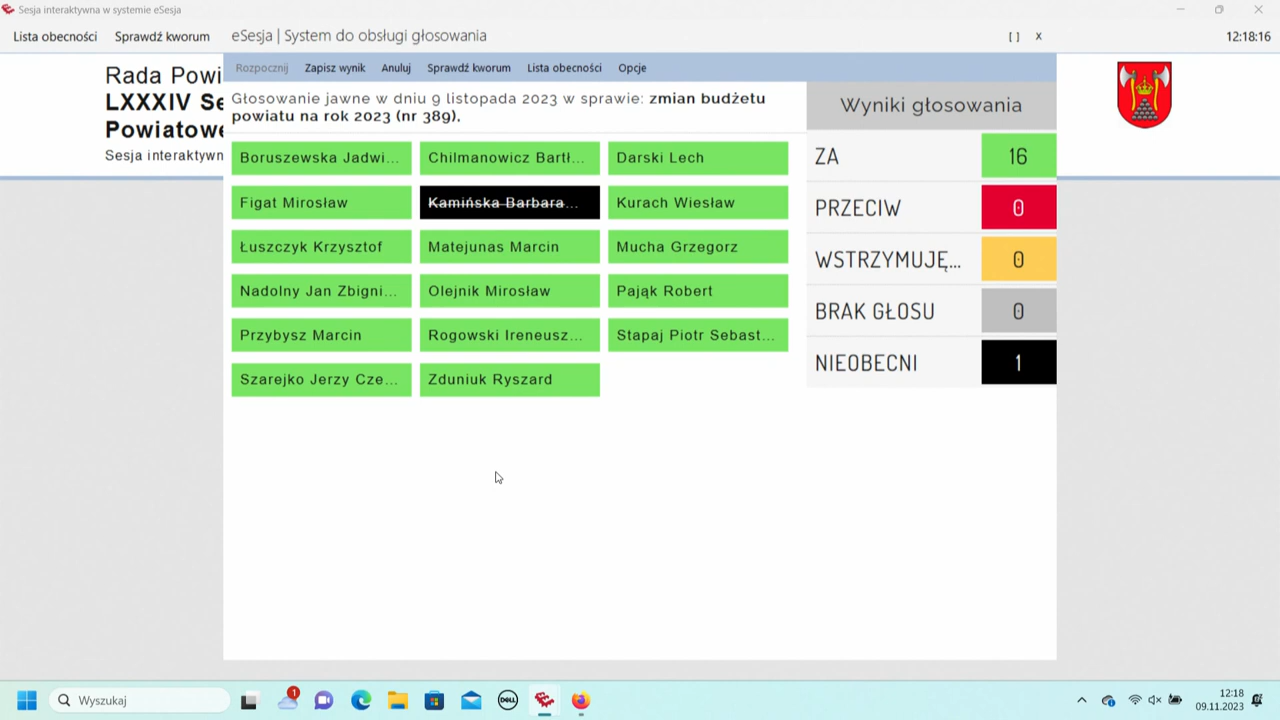 Sesja interaktywna w systemie eSesja
Lista obecności Sprawdź kworum eSesja | System do obsługi głosowania [ ] x 12:18:16
Rozpocznij Zapisz wynik Anuluj Sprawdź kworum Lista obecności Opcje
Rada Powi
LXXXIV Se
Powiatowe
Sesja interaktywn
Głosowanie jawne w dniu 9 listopada 2023 w sprawie: zmian budżetu
powiatu na rok 2023 (nr 389).
Boruszewska Jadwi... Chilmanowicz Bartł... Darski Lech
Figat Mirosław Kamińska Barbara... Kurach Wiesław
Łuszczyk Krzysztof Matejunas Marcin Mucha Grzegorz
Nadolny Jan Zbigni... Olejnik Mirosław Pająk Robert
Przybysz Marcin Rogowski Ireneusz... Stapaj Piotr Sebast...
Szarejko Jerzy Cze... Zduniuk Ryszard
Wyniki głosowania
ZA 16
PRZECIW 0
WSTRZYMUJĘ... 0
BRAK GŁOSU 0
NIEOBECNI 1
Wyszukaj 1 DELL 12:18
09.11.2023